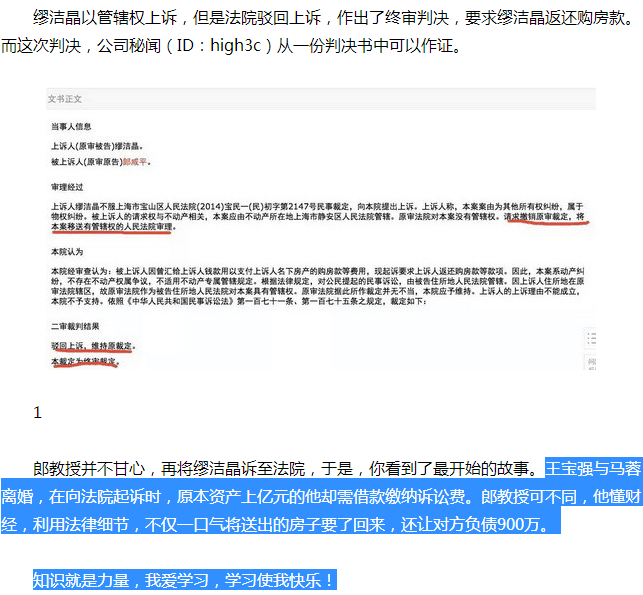 缪洁晶以管辖权上诉，但是法院驳回上诉，作出了终审判决，要求缪洁晶返还购房款。
而这次判决，公司秘闻（ID：high3c）从一份判决书中可以作证。
文书正文
当事人信息
上诉人(原审被告)缪洁晶。
被上诉人(原审原告)郎咸平。
审理经过
上诉人缪洁晶不服上海市宝山区人民法院(2014)宝民一(民)初字第2147号民事裁定，向本院提出上诉。上诉人称，本案案由为其他所有权纠纷，属于
物权纠纷。被上诉人的请求权与不动产相关，本案应由不动产所在地上海市静安区人民法院管辖。原审法院对本案没有管辖权。请求撤销原审裁定，将
本案移送有管辖权的人民法院审理。
本院认为
本院经审查认为：被上诉人因曾汇给上诉人钱款用以支付上诉人名下房产的购房款等费用，现起诉要求上诉人返还购房款等款项。因此，本案系动产纠
纷，不存在不动产权属争议，不适用不动产专属管辖规定。根据法律规定，对公民提起的民事诉讼，由被告住所地人民法院管辖。因上诉人住所地在原
审法院辖区，故原审法院作为被告住所地人民法院对本案具有管辖权。原审法院据此所作裁定并无不当，本院应予维持。上诉人的上诉理由不能成立，
本院不予支持。依照《中华人民共和国民事诉讼法》第一百七十一条、第一百七十五条之规定，裁定如下：
二审裁判结果
驳回上诉，维持原裁定。
本裁定为终审裁定。
1
郎教授并不甘心，再将缪洁晶诉至法院，于是，你看到了最开始的故事。王宝强与马蓉
离婚，在向法院起诉时，原本资产上亿元的他却需借款缴纳诉讼费。郎教授可不同，他懂财
经，利用法律细节，不仅一口气将送出的房子要了回来，还让对方负债900万。
知识就是力量，我爱学习，学习使我快乐！